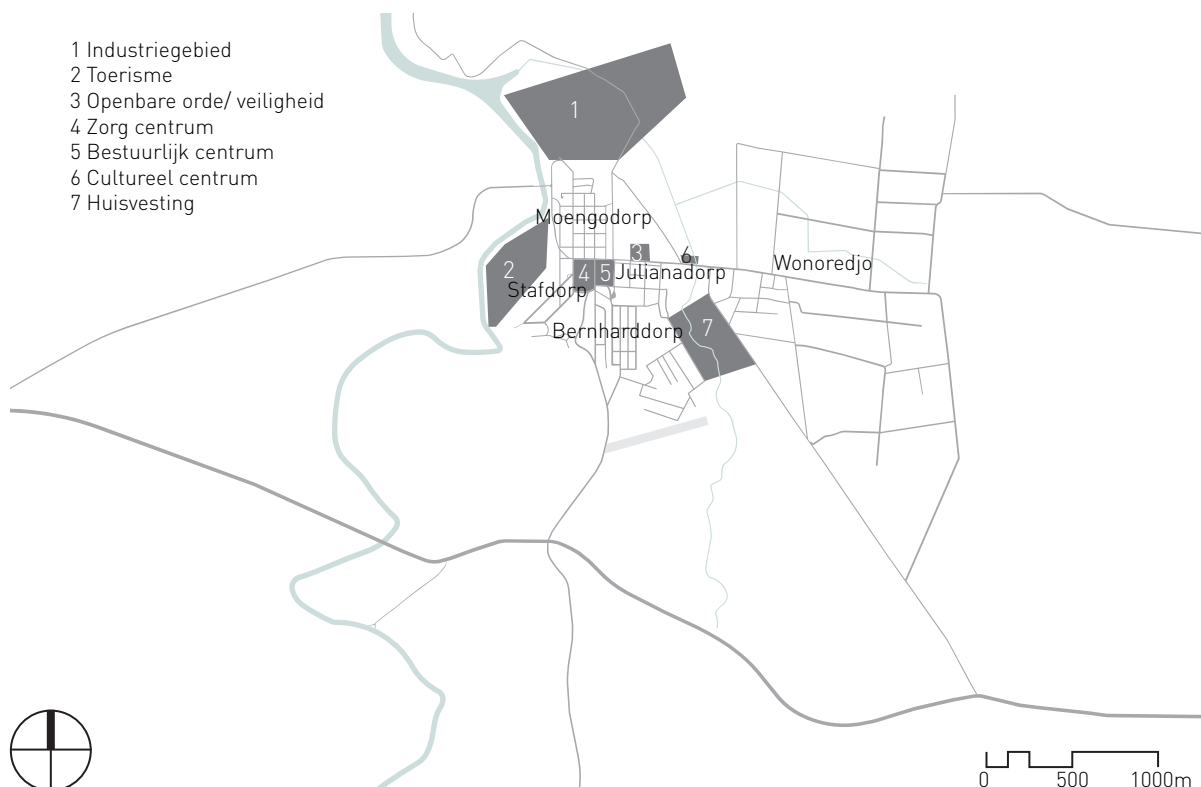 1 Industriegebied
2 Toerisme
3 Openbare orde/ veiligheid
4 Zorg centrum
5 Bestuurlijk centrum
6 Cultureel centrum
7 Huisvesting
1
Moengodorp
3
6
2
4
5
Julianadorp
Wonoredjo
Stafdorp
Bernharddorp
7
0 500 1000m